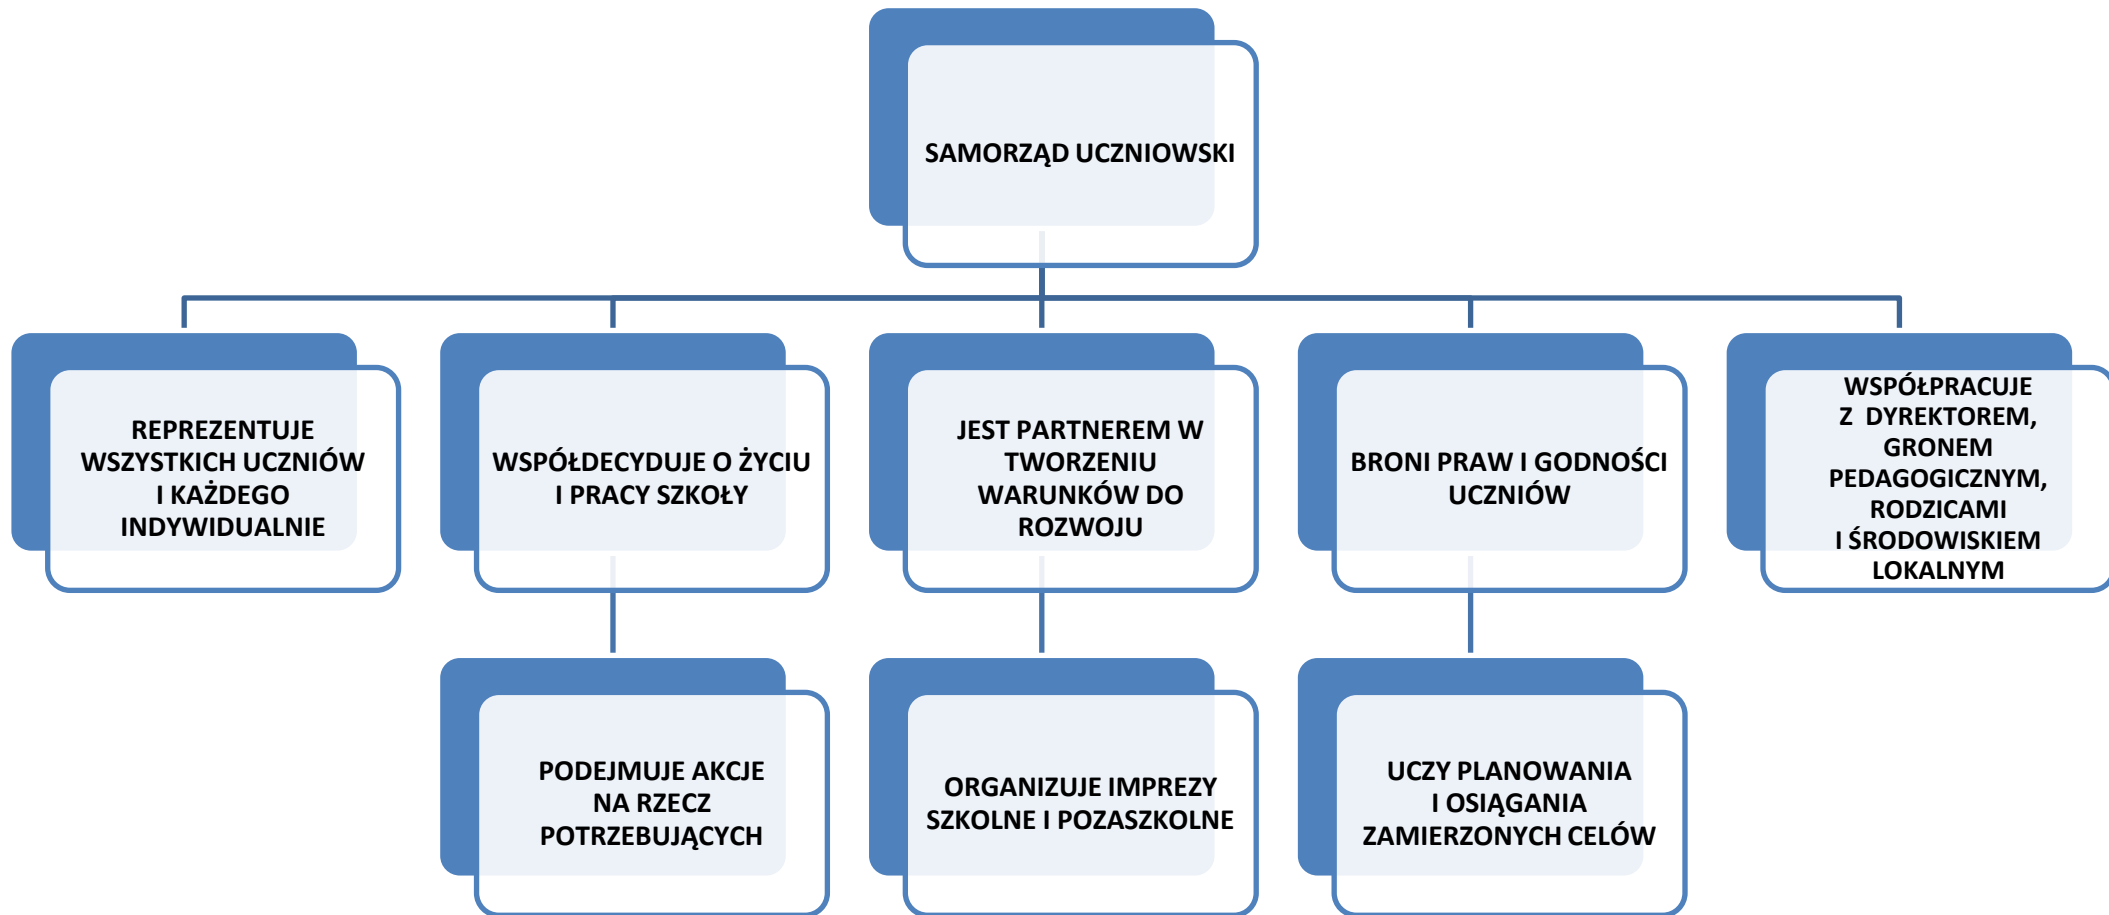 SAMORZĄD UCZNIOWSKI
REPREZENTUJE
WSZYSTKICH UCZNIÓW
I KAŻDEGO
INDYWIDUALNIE
WSPÓŁDECYDUJE O ŻYCIU
I PRACY SZKOŁY
JEST PARTNEREM W
TWORZENIU
WARUNKÓW DO
ROZWOJU
BRONI PRAW I GODNOŚCI
UCZNIÓW
WSPÓŁPRACUJE
Z DYREKTOREM,
GRONEM
PEDAGOGICZNYM,
RODZICAMI
I ŚRODOWISKIEM
LOKALNYM
PODEJMUJE AKCJE
NA RZECZ
POTRZEBUJĄCYCH
ORGANIZUJE IMPREZY
SZKOLNE I POZASZKOLNE
UCZY PLANOWANIA
I OSIĄGANIA
ZAMIERZONYCH CELÓW